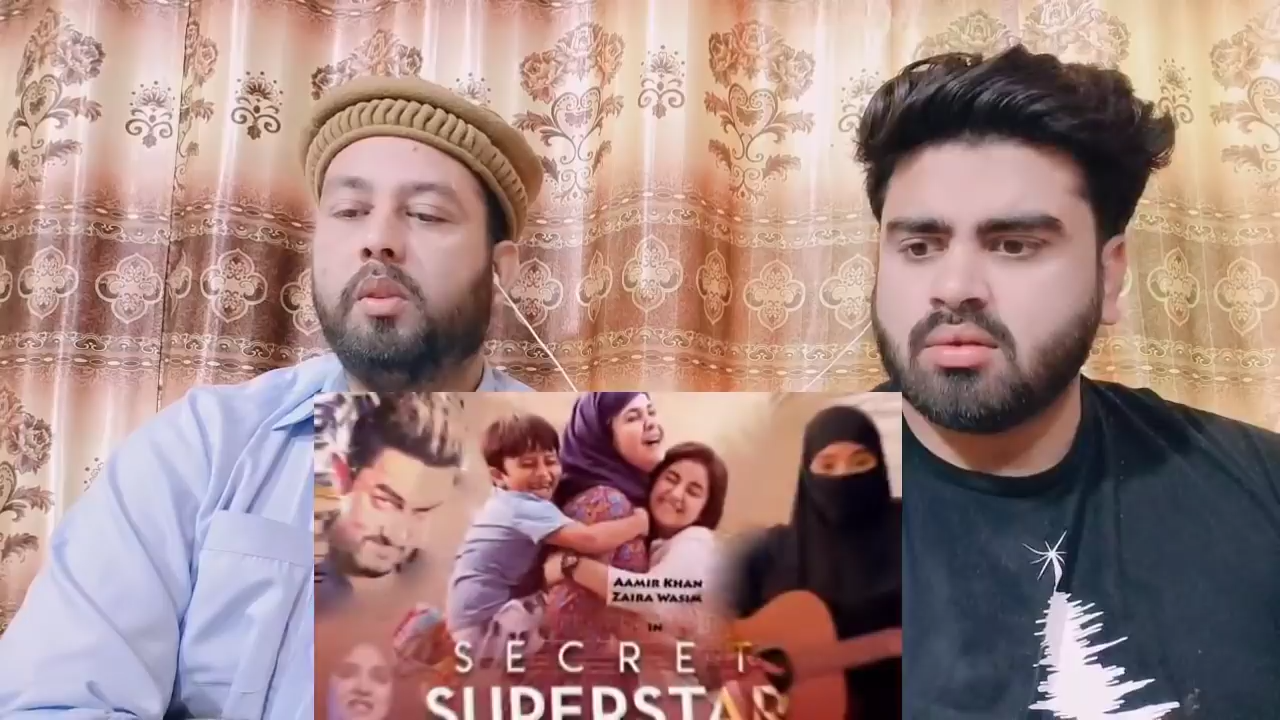 AAMIR KHAN
ZAIRA WASIM
IN
SECRET
SUPERSTAR